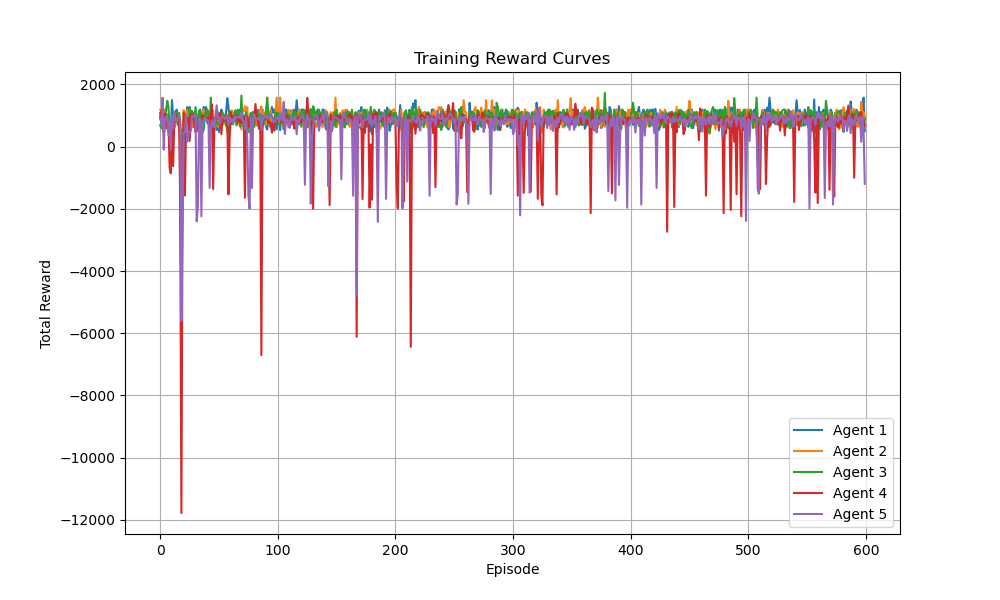 Training Reward Curves
Total Reward
2000
0
−2000
−4000
−6000
−8000
−10000
−12000
0 100 200 300 400 500 600
Episode
Agent 1
Agent 2
Agent 3
Agent 4
Agent 5